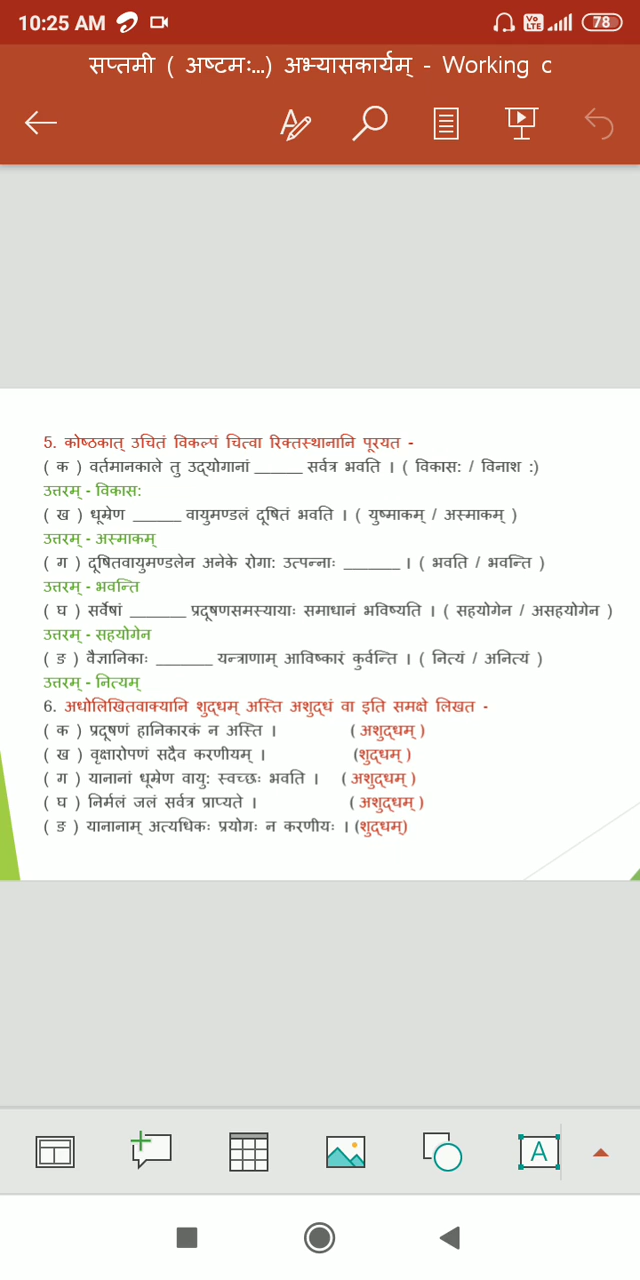 10:25 AM
Vo LTE 78
सप्तमी ( अष्टमः...) अभ्यासकार्यम् - Working c
5. कोष्ठकात् उचितं विकल्पं चित्वा रिक्तस्थानानि पूरयत -
( क ) वर्तमानकाले तु उद्योगानां ______ सर्वत्र भवति । ( विकास: / विनाश :)
उत्तरम् - विकास:
( ख ) धूम्रेण ______ वायुमण्डलं दूषितं भवति । ( युष्माकम् / अस्माकम् )
उत्तरम् - अस्माकम्
( ग ) दूषितवायुमण्डलेन अनेके रोगा: उत्पन्नाः _______ । ( भवति / भवन्ति )
उत्तरम् - भवन्ति
( घ ) सर्वेषां _______ प्रदूषणसमस्यायाः समाधानं भविष्यति । ( सहयोगेन / असहयोगेन )
उत्तरम् - सहयोगेन
( ङ ) वैज्ञानिकाः _______ यन्त्राणाम् आविष्कारं कुर्वन्ति । ( नित्यं / अनित्यं )
उत्तरम् - नित्यम्
6. अधोलिखितवाक्यानि शुद्धम् अस्ति अशुद्धं वा इति समक्षे लिखत -
( क ) प्रदूषणं हानिकारकं न अस्ति । ( अशुद्धम् )
( ख ) वृक्षारोपणं सदैव करणीयम् । (शुद्धम् )
( ग ) यानानां धूम्रेण वायु: स्वच्छः भवति । ( अशुद्धम् )
( घ ) निर्मलं जलं सर्वत्र प्राप्यते । ( अशुद्धम् )
( ङ ) यानानाम् अत्यधिकः प्रयोगः न करणीयः । (शुद्धम्)